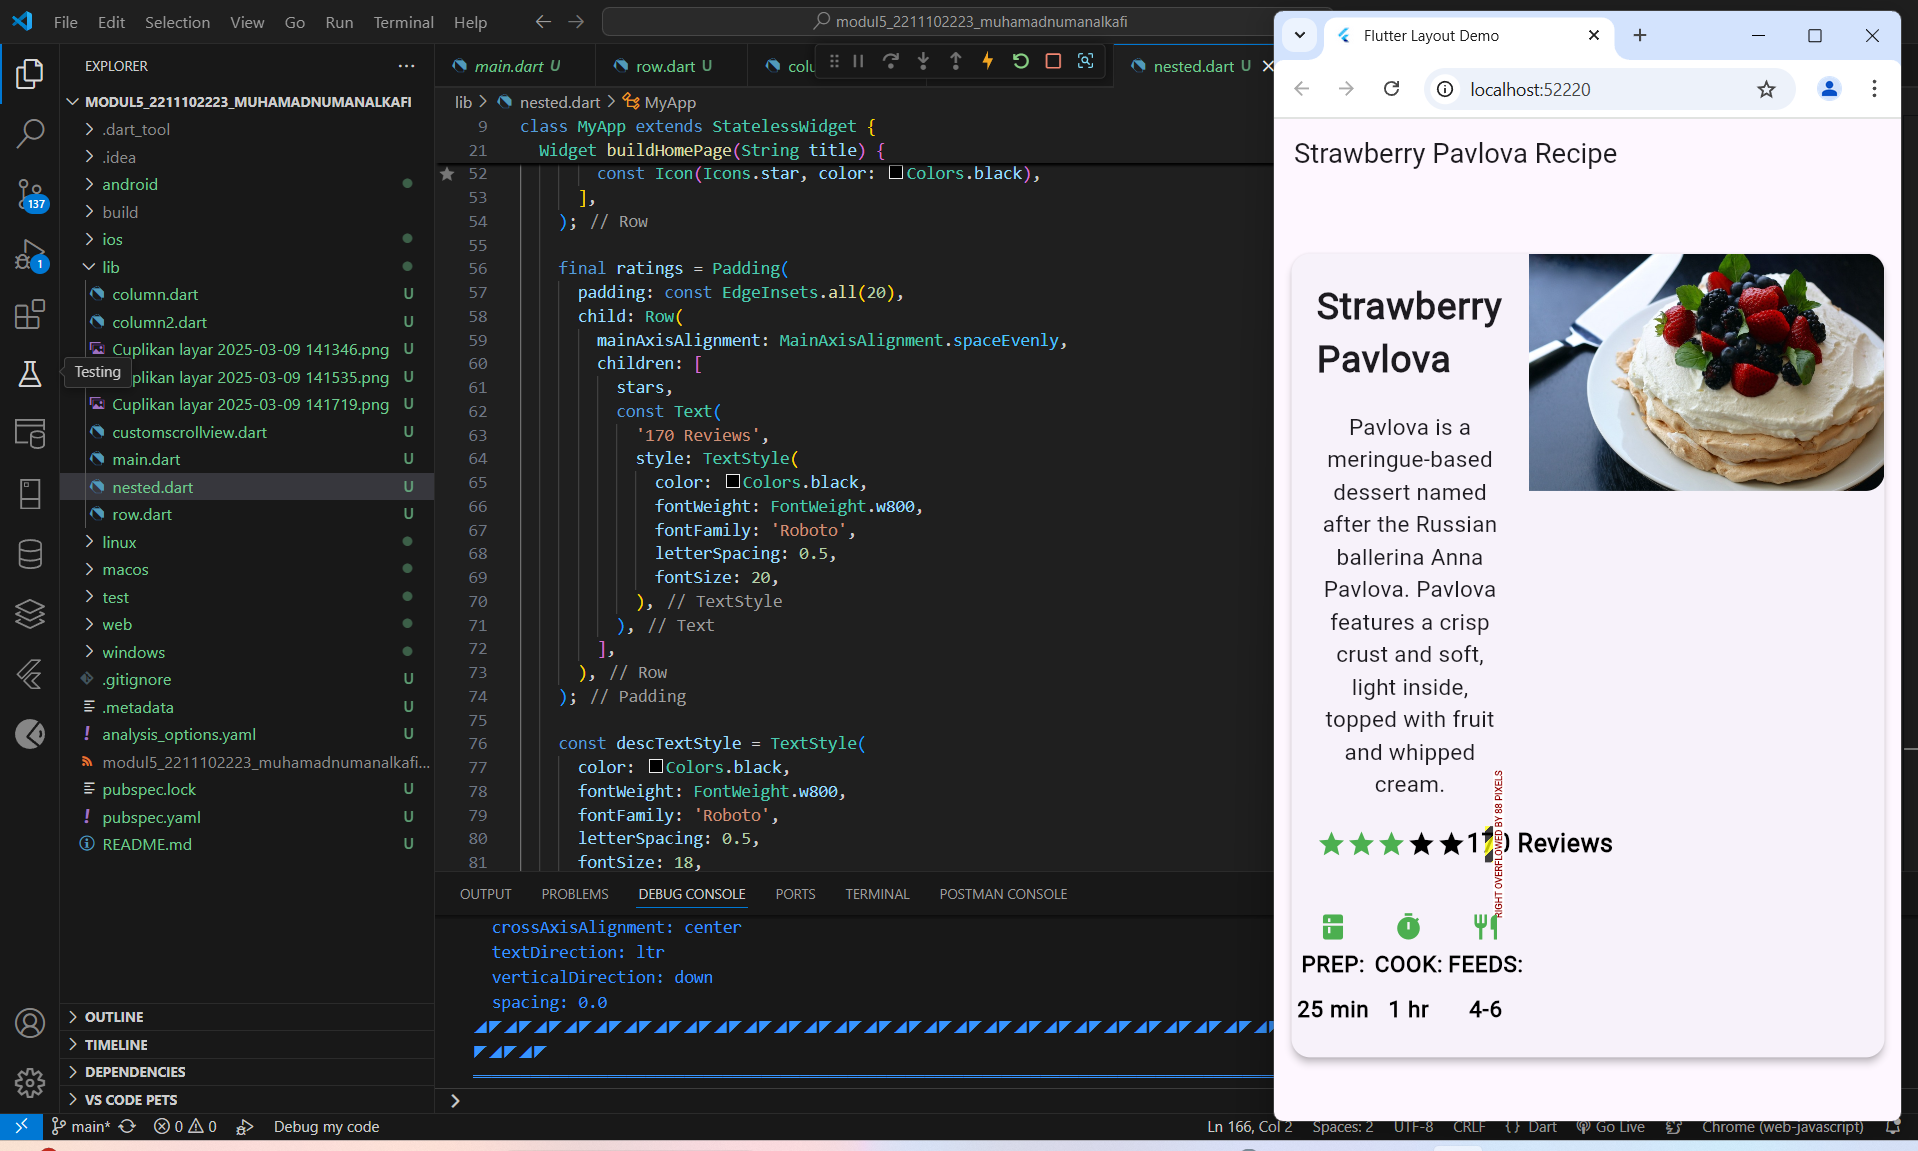 File Edit Selection View Go Run Terminal Help
modul5_2211102223_muhamadnumanalkafi
EXPLORER
MODUL5_2211102223_MUHAMADNUMANALKAFI
.dart_tool
.idea
android
build
ios
lib
column.dart U
column2.dart U
Cuplikan layar 2025-03-09 141346.png U
Testing
plikan layar 2025-03-09 141535.png U
Cuplikan layar 2025-03-09 141719.png U
customscrollview.dart U
main.dart U
nested.dart U
row.dart U
linux
macos
test
web
windows
.gitignore U
.metadata U
analysis_options.yaml U
modul5_2211102223_muhamadnumanalkafi...
pubspec.lock U
pubspec.yaml U
README.md U
OUTLINE
TIMELINE
DEPENDENCIES
VS CODE PETS
137
1
main.dart U
row.dart U
colu
nested.dart U
lib > nested.dart > MyApp
9 class MyApp extends StatelessWidget {
21 Widget buildHomePage(String title) {
52 const Icon(Icons.star, color: Colors.black),
53 ],
54 ); // Row
55
56 final ratings = Padding(
57 padding: const EdgeInsets.all(20),
58 child: Row(
59 mainAxisAlignment: MainAxisAlignment.spaceEvenly,
60 children: [
61 stars,
62 const Text(
63 '170 Reviews',
64 style: TextStyle(
65 color: Colors.black,
66 fontWeight: FontWeight.w800,
67 fontFamily: 'Roboto',
68 letterSpacing: 0.5,
69 fontSize: 20,
70 ), // TextStyle
71 ), // Text
72 ],
73 ), // Row
74 ); // Padding
75
76 const descTextStyle = TextStyle(
77 color: Colors.black,
78 fontWeight: FontWeight.w800,
79 fontFamily: 'Roboto',
80 letterSpacing: 0.5,
81 fontSize: 18,
OUTPUT PROBLEMS DEBUG CONSOLE PORTS TERMINAL POSTMAN CONSOLE
crossAxisAlignment: center
textDirection: ltr
verticalDirection: down
spacing: 0.0
main* 0 0 Debug my code
Ln 166, Col 2 Spaces: 2 UTF-8 CRLF {} Dart Go Live Chrome (web-javascript)
Flutter Layout Demo
localhost:52220
Strawberry Pavlova Recipe
Strawberry
Pavlova
Pavlova is a
meringue-based
dessert named
after the Russian
ballerina Anna
Pavlova. Pavlova
features a crisp
crust and soft,
light inside,
topped with fruit
and whipped
cream.
RIGHT OVERFLOWED BY 88 PIXELS
170 Reviews
PREP: COOK: FEEDS:
25 min 1 hr 4-6